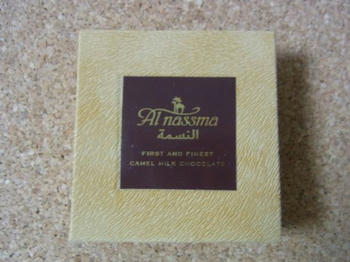 Al nassma
النسمة
FIRST AND FINEST
CAMEL MILK CHOCOLATE